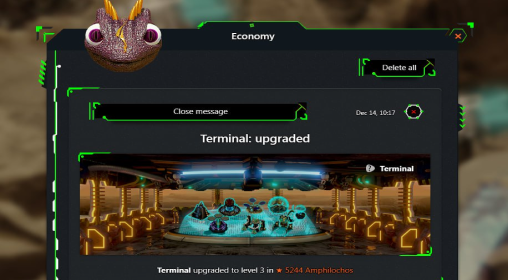 Economy
Delete all
Close message
Dec 14, 10:17
Terminal: upgraded
? Terminal
Terminal upgraded to level 3 in ★ 5244 Amphilochos